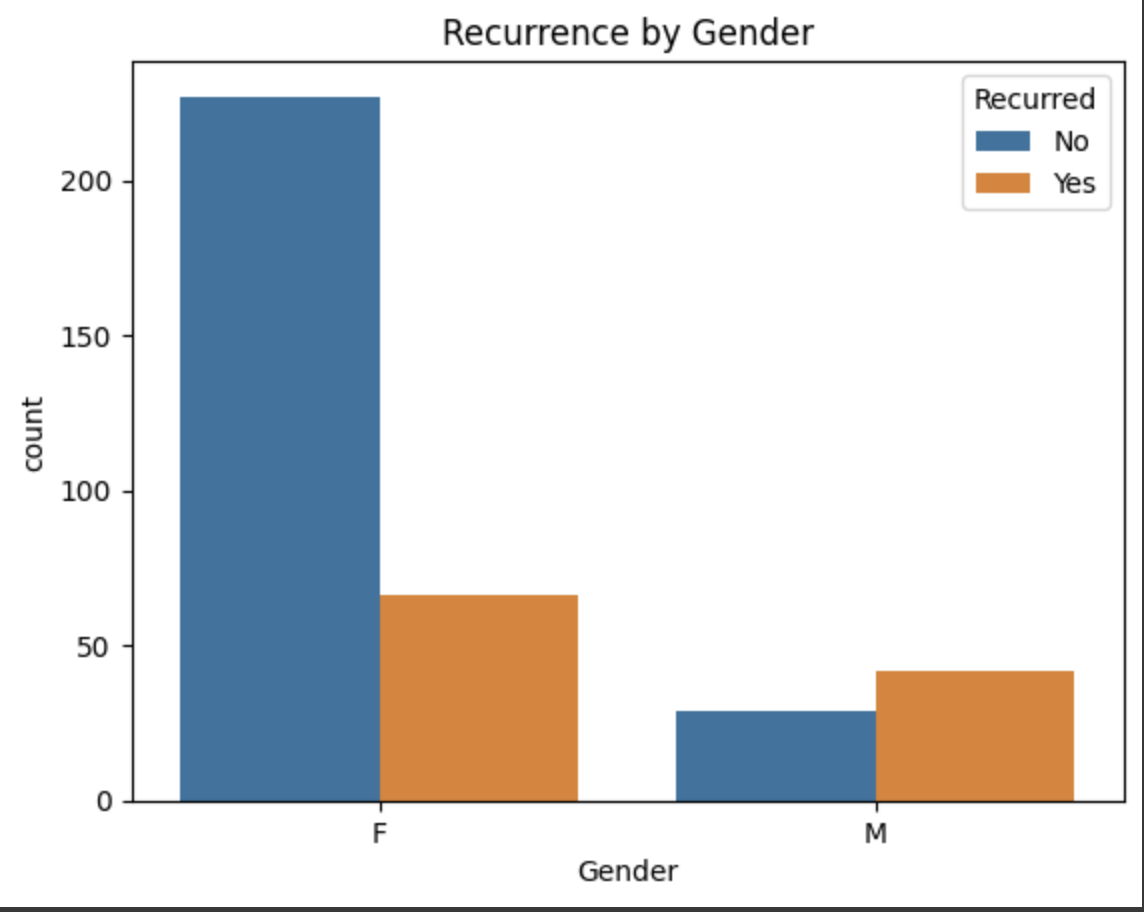 Recurrence by Gender
Recurred
No
Yes
200
150
100
50
0
count
F
M
Gender